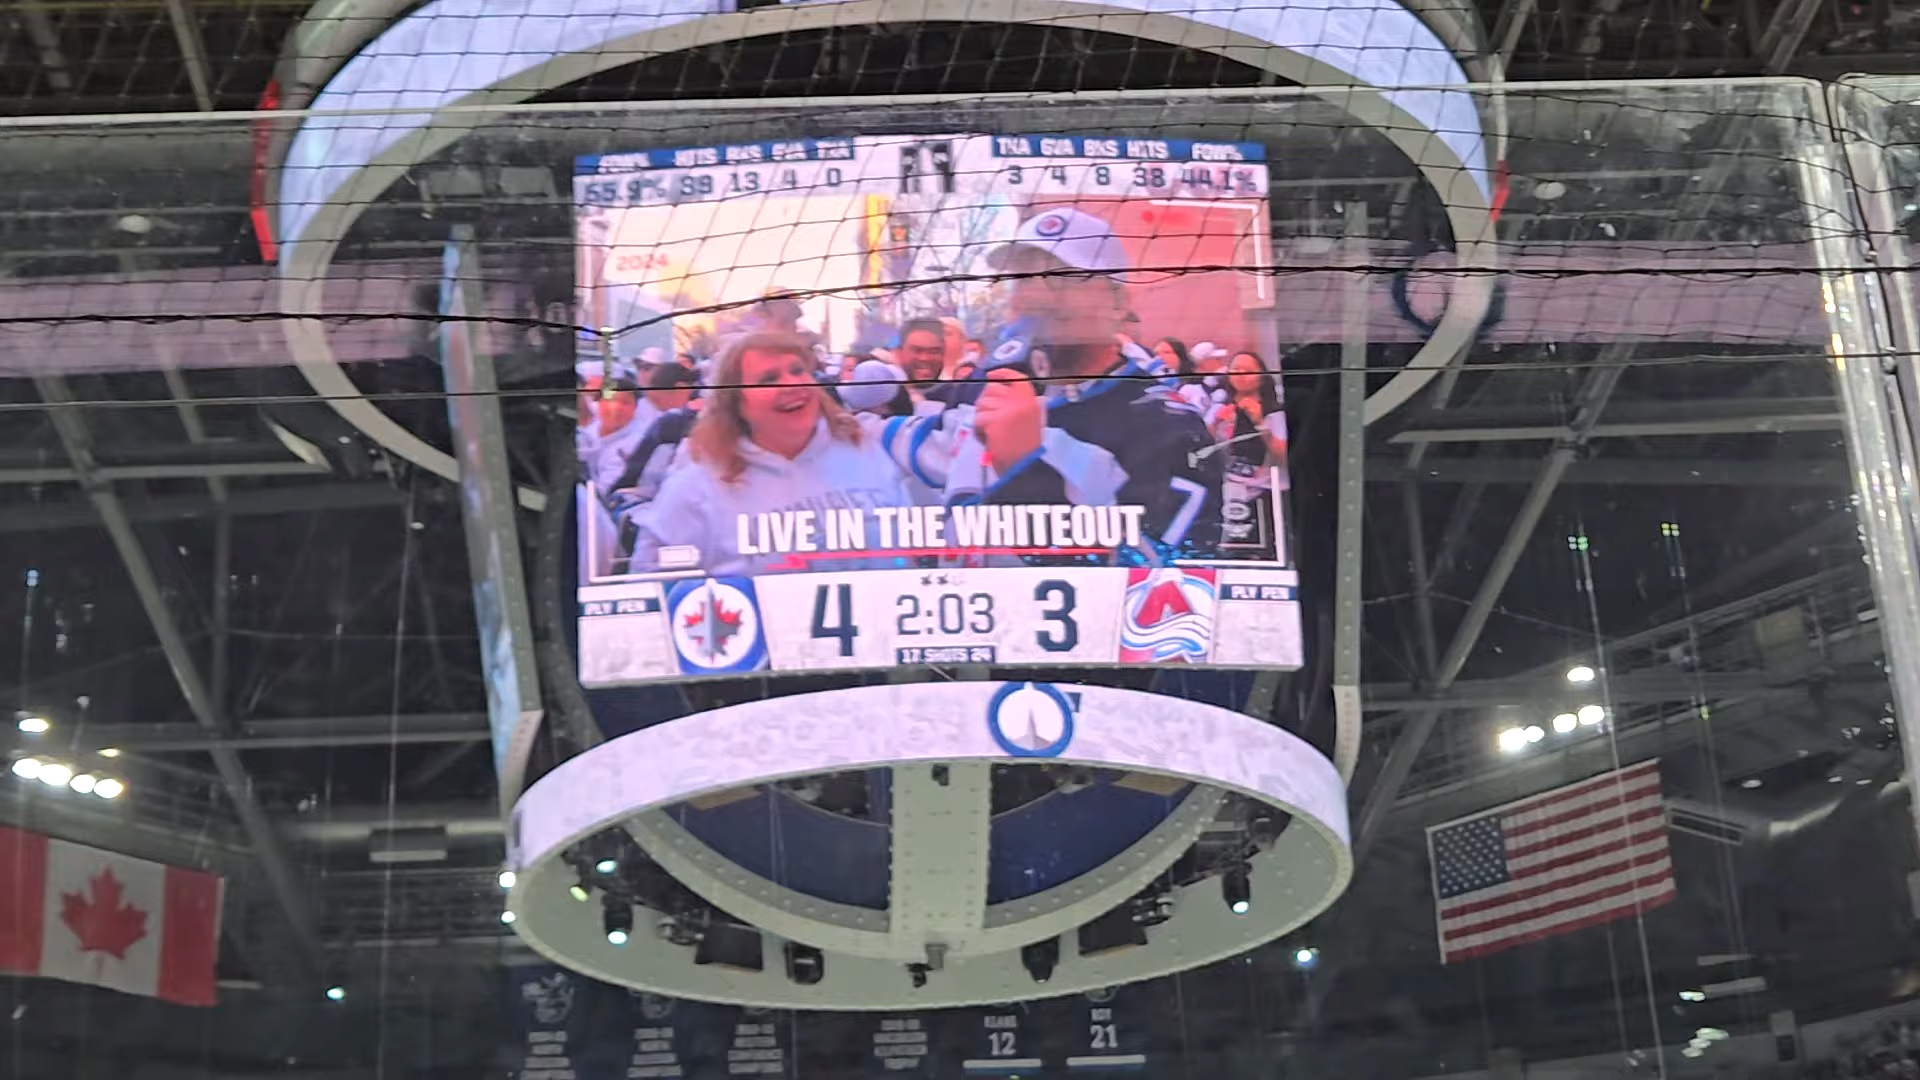 FOW% HITS BKS GVA TKA
TKA GVA BKS HITS FOW%
55.9% 39 13 4 0
3 4 8 38 44.1%
2024
7
LIVE IN THE WHITEOUT
PLY PEN
4
2:03
3
PLY PEN
17 SHOTS 24
12
21